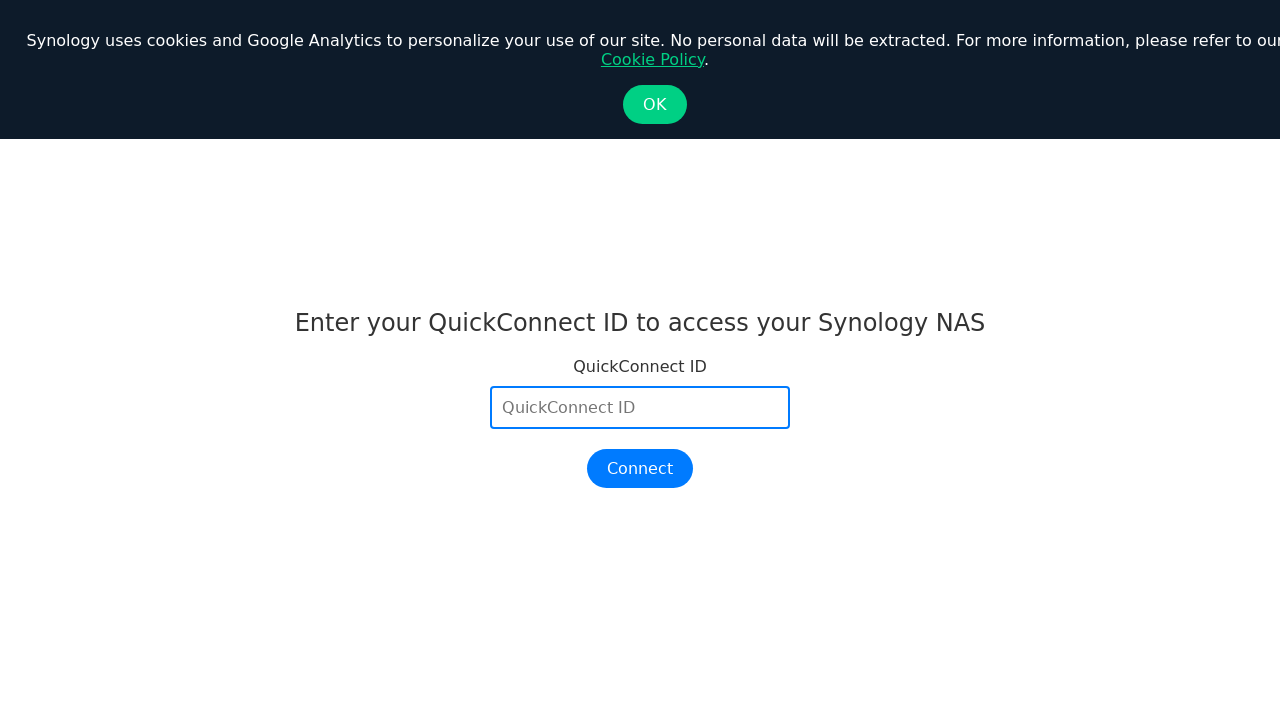 Synology uses cookies and Google Analytics to personalize your use of our site. No personal data will be extracted. For more information, please refer to our
Cookie Policy.
OK
Enter your QuickConnect ID to access your Synology NAS
QuickConnect ID
QuickConnect ID
Connect